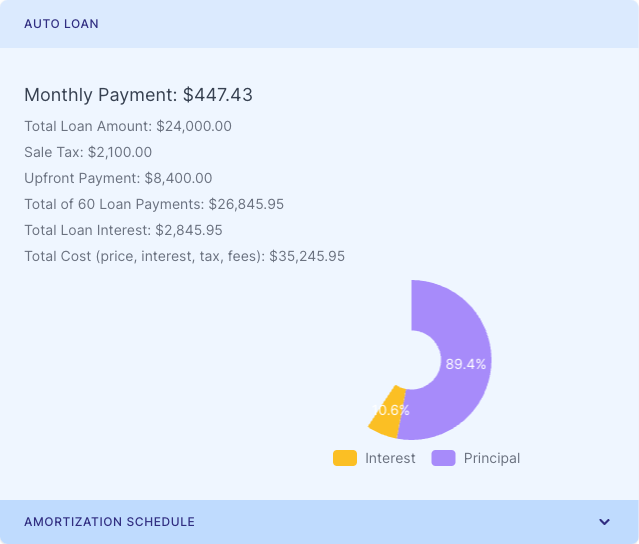 AUTO LOAN
Monthly Payment: $447.43
Total Loan Amount: $24,000.00
Sale Tax: $2,100.00
Upfront Payment: $8,400.00
Total of 60 Loan Payments: $26,845.95
Total Loan Interest: $2,845.95
Total Cost (price, interest, tax, fees): $35,245.95
89.4%
10.6%
Interest Principal
AMORTIZATION SCHEDULE